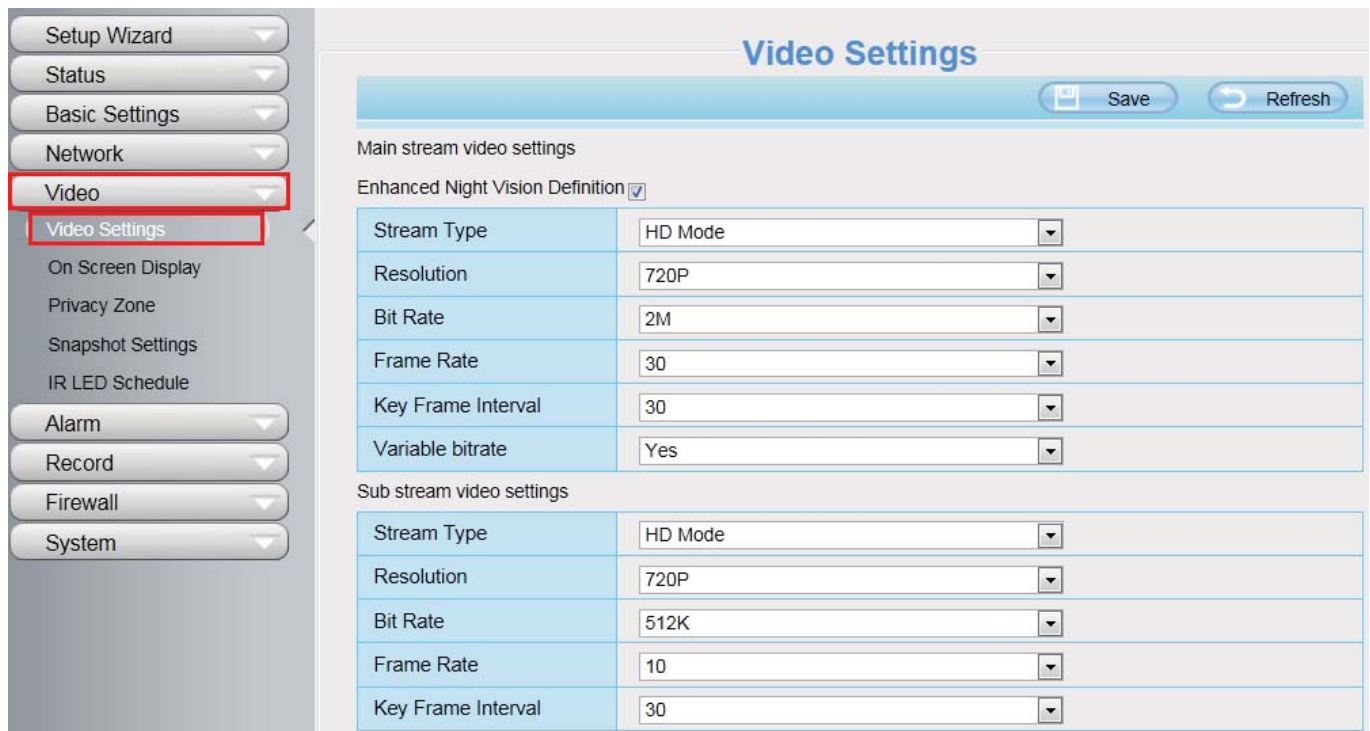 Setup Wizard
Status
Basic Settings
Network
Video
Video Settings
On Screen Display
Privacy Zone
Snapshot Settings
IR LED Schedule
Alarm
Record
Firewall
System
Video Settings
Save Refresh
Main stream video settings
Enhanced Night Vision Definition
Stream Type HD Mode
Resolution 720P
Bit Rate 2M
Frame Rate 30
Key Frame Interval 30
Variable bitrate Yes
Sub stream video settings
Stream Type HD Mode
Resolution 720P
Bit Rate 512K
Frame Rate 10
Key Frame Interval 30